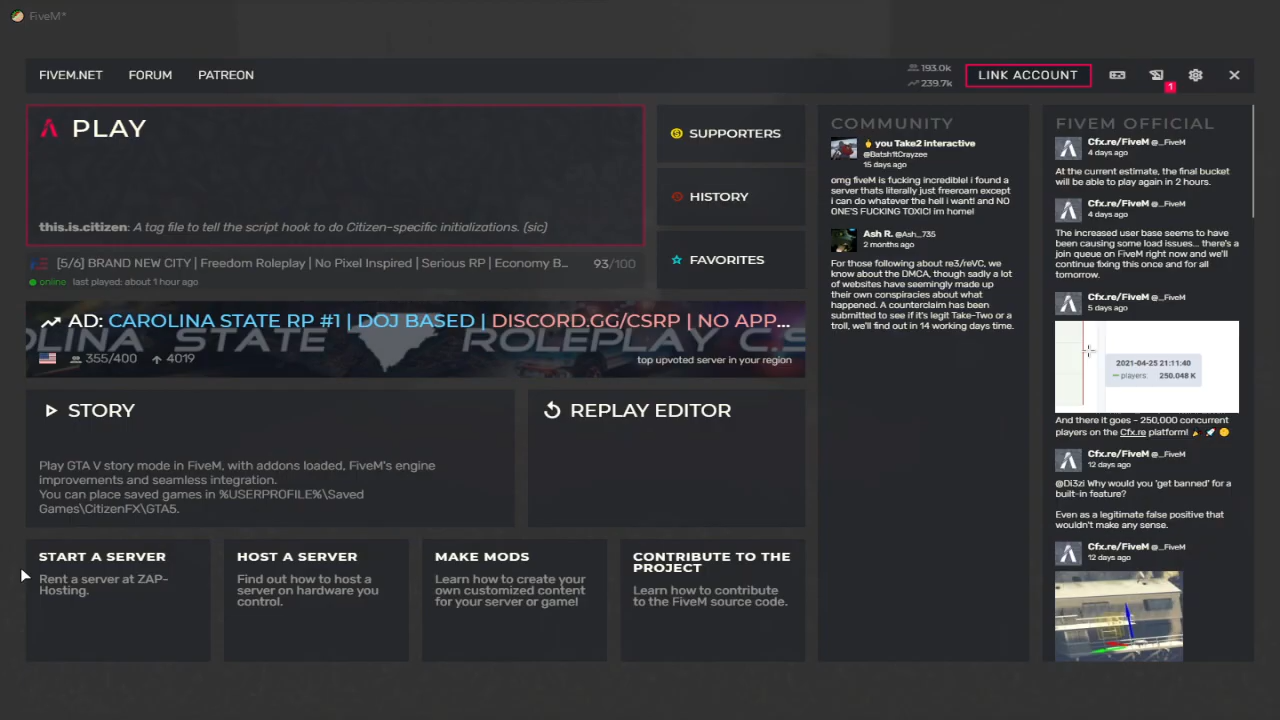 FiveM*
FIVEM.NET
FORUM
PATREON
193.0k
239.7k
LINK ACCOUNT
1
PLAY
this.is.citizen: A tag file to tell the script hook to do Citizen-specific initializations. (sic)
[5/6] BRAND NEW CITY | Freedom Roleplay | No Pixel Inspired | Serious RP | Economy B...
93/100
online
last played: about 1 hour ago
SUPPORTERS
HISTORY
FAVORITES
AD: CAROLINA STATE RP #1 | DOJ BASED | DISCORD.GG/CSRP | NO APP...
OLINA STATE ROLEPLAY C.S
355/400
4019
top upvoted server in your region
STORY
Play GTA V story mode in FiveM, with addons loaded, FiveM's engine
improvements and seamless integration.
You can place saved games in %USERPROFILE%\Saved
Games\CitizenFX\GTA5.
REPLAY EDITOR
START A SERVER
Rent a server at ZAP-
Hosting.
HOST A SERVER
Find out how to host a
server on hardware you
control.
MAKE MODS
Learn how to create your
own customized content
for your server or game!
CONTRIBUTE TO THE
PROJECT
Learn how to contribute
to the FiveM source code.
COMMUNITY
🖕 you Take2 interactive
@Batsh1tCrayzee
15 days ago
omg fiveM is fucking incredible! i found a
server thats literally just freeroam except
i can do whatever the hell i want! and NO
ONE'S FUCKING TOXIC! im home!
Ash R. @Ash_735
2 months ago
For those following about re3/reVC, we
know about the DMCA, though sadly a lot
of websites have seemingly made up
their own conspiracies about what
happened. A counterclaim has been
submitted to see if it's legit Take-Two or a
troll, we'll find out in 14 working days time.
FIVEM OFFICIAL
Cfx.re/FiveM @_FiveM
4 days ago
At the current estimate, the final bucket
will be able to play again in 2 hours.
Cfx.re/FiveM @_FiveM
4 days ago
The increased user base seems to have
been causing some load issues... there's a
join queue on FiveM right now and we'll
continue fixing this once and for all
tomorrow.
Cfx.re/FiveM @_FiveM
5 days ago
2021-04-25 21:11:40
players: 250.048 K
And there it goes - 250,000 concurrent
players on the Cfx.re platform! 🎉 🚀 🙂
Cfx.re/FiveM @_FiveM
12 days ago
@Di3zi Why would you 'get banned' for a
built-in feature?
Even as a legitimate false positive that
wouldn't make any sense.
Cfx.re/FiveM @_FiveM
12 days ago